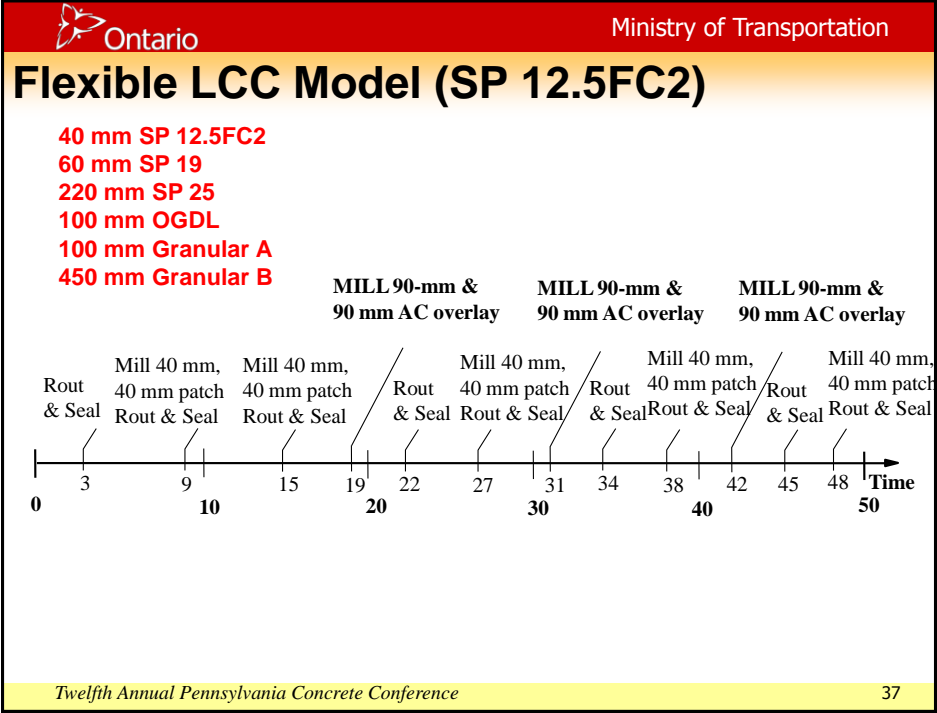 Ontario
Ministry of Transportation
Flexible LCC Model (SP 12.5FC2)
40 mm SP 12.5FC2
60 mm SP 19
220 mm SP 25
100 mm OGDL
100 mm Granular A
450 mm Granular B
MILL 90-mm &
90 mm AC overlay
MILL 90-mm &
90 mm AC overlay
MILL 90-mm &
90 mm AC overlay
Rout
& Seal
Mill 40 mm,
40 mm patch
Rout & Seal
Mill 40 mm,
40 mm patch
Rout & Seal
Rout
& Seal
Mill 40 mm,
40 mm patch
Rout & Seal
Rout
& Seal
Mill 40 mm,
40 mm patch
Rout & Seal
Rout
& Seal
Mill 40 mm,
40 mm patch
Rout & Seal
3 9 15 19 22 27 31 34 38 42 45 48 Time
0 10 20 30 40 50
Twelfth Annual Pennsylvania Concrete Conference
37